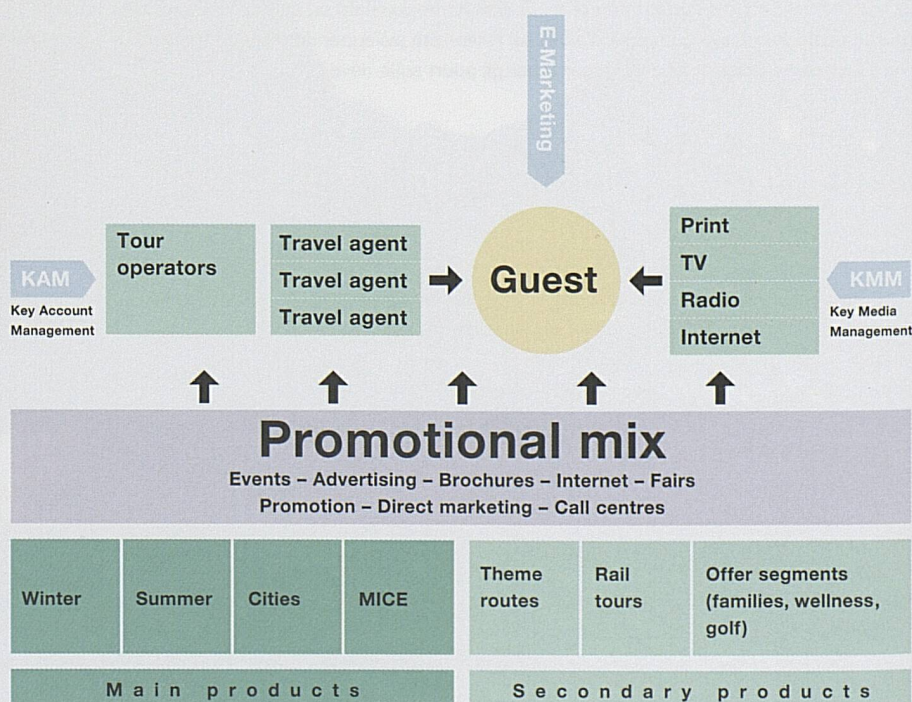 E-Marketing
KAM
Key Account
Management
Tour
operators
Travel agent
Travel agent
Travel agent
Guest
Print
TV
Radio
Internet
KMM
Key Media
Management
Promotional mix
Events – Advertising – Brochures – Internet – Fairs
Promotion – Direct marketing – Call centres
Winter
Summer
Cities
MICE
Theme
routes
Rail
tours
Offer segments
(families, wellness,
golf)
Main products
Secondary products